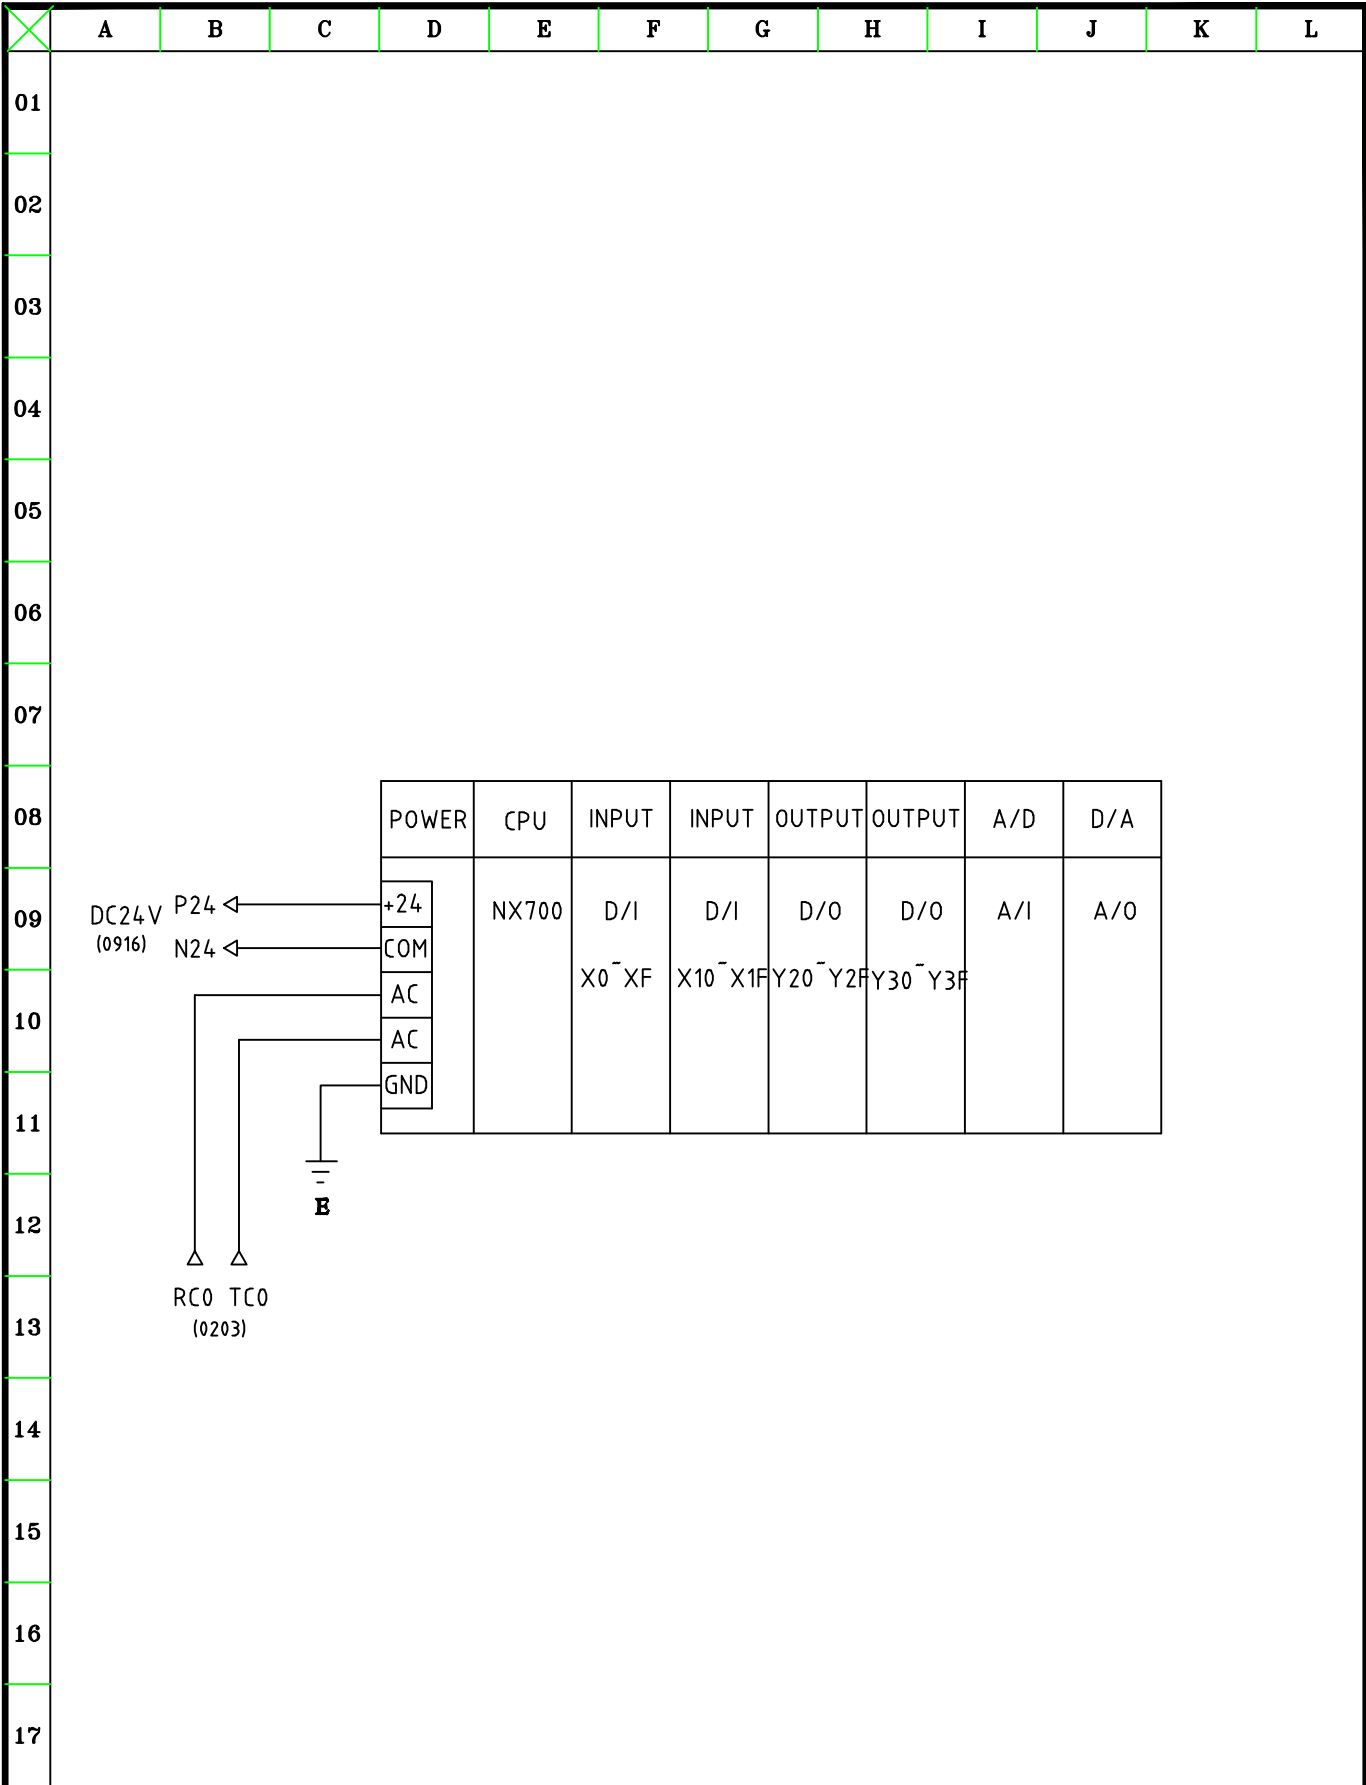 A B C D E F G H I J K L
01
02
03
04
05
06
07
08
POWER CPU INPUT INPUT OUTPUT OUTPUT A/D D/A
09
DC24V
(0916)
P24
N24
+24
COM
AC
AC
GND
NX700 D/I D/I D/O D/O A/I A/O
X0~XF X10~X1F Y20~Y2F Y30~Y3F
10
11
E
12
RC0 TC0
(0203)
13
14
15
16
17